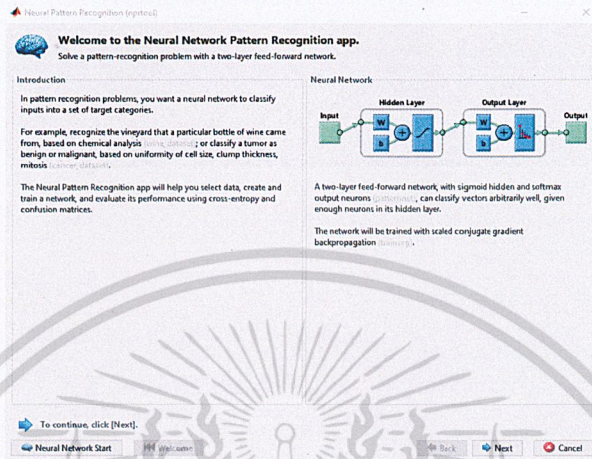 Neural Pattern Recognition (nprtool)
Welcome to the Neural Network Pattern Recognition app.
Solve a pattern-recognition problem with a two-layer feed-forward network.
Introduction
In pattern recognition problems, you want a neural network to classify
inputs into a set of target categories.
For example, recognize the vineyard that a particular bottle of wine came
from, based on chemical analysis (wine_dataset); or classify a tumor as
benign or malignant, based on uniformity of cell size, clump thickness,
mitosis (cancer_dataset).
The Neural Pattern Recognition app will help you select data, create and
train a network, and evaluate its performance using cross-entropy and
confusion matrices.
Neural Network
Hidden Layer
Output Layer
Input
Output
W
b
+
W
b
+
A two-layer feed-forward network, with sigmoid hidden and softmax
output neurons (patternnet), can classify vectors arbitrarily well, given
enough neurons in its hidden layer.
The network will be trained with scaled conjugate gradient
backpropagation (trainscg).
To continue, click [Next].
Neural Network Start
Welcome
Back
Next
Cancel